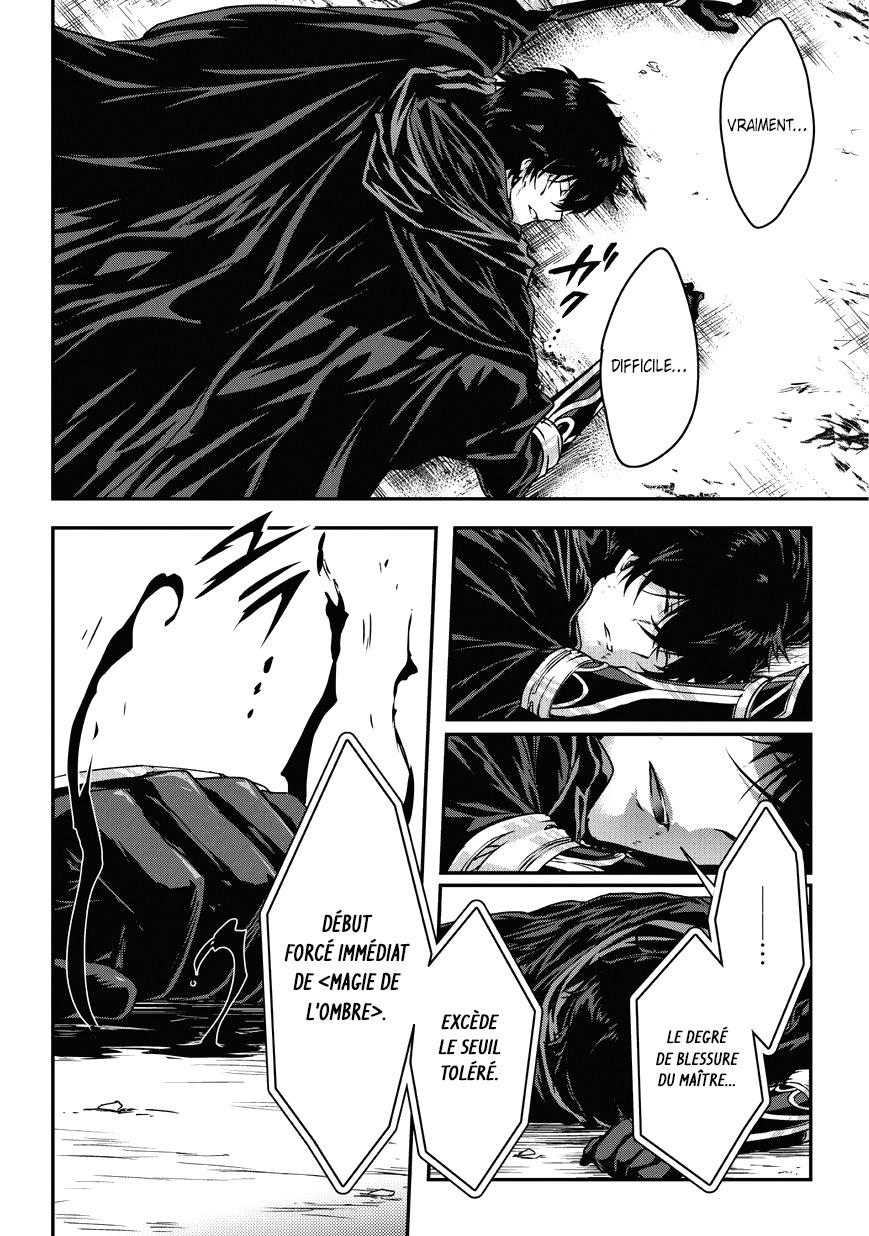 VRAIMENT...
DIFFICILE...
ガク...
......
LE DEGRÉ
DE BLESSURE
DU MAÎTRE...
EXCÈDE
LE SEUIL
TOLÉRÉ.
DÉBUT
FORCÉ IMMÉDIAT
DE <MAGIE DE
L'OMBRE>.